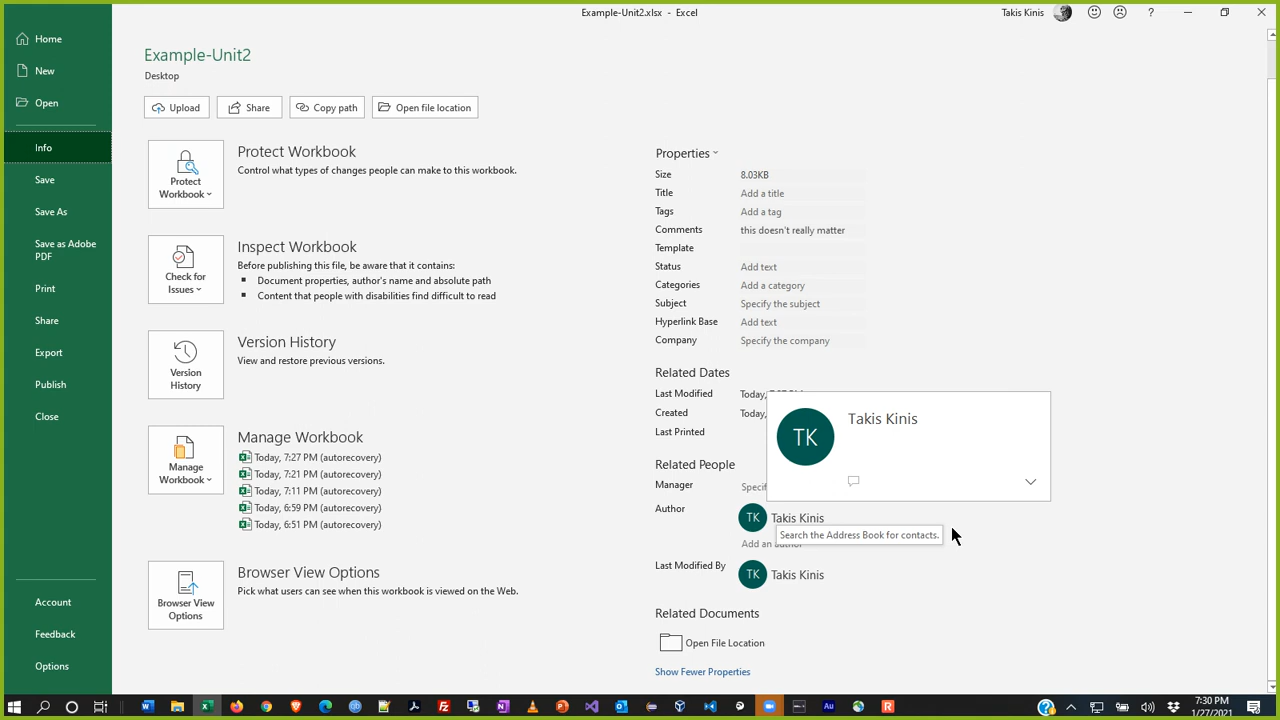 Example-Unit2.xlsx - Excel
Takis Kinis
?
Home
New
Open
Info
Save
Save As
Save as Adobe
PDF
Print
Share
Export
Publish
Close
Account
Feedback
Options
Example-Unit2
Desktop
Upload
Share
Copy path
Open file location
Protect
Workbook
Protect Workbook
Control what types of changes people can make to this workbook.
Check for
Issues
Inspect Workbook
Before publishing this file, be aware that it contains:
Document properties, author's name and absolute path
Content that people with disabilities find difficult to read
Version
History
Version History
View and restore previous versions.
Manage
Workbook
Manage Workbook
Today, 7:27 PM (autorecovery)
Today, 7:21 PM (autorecovery)
Today, 7:11 PM (autorecovery)
Today, 6:59 PM (autorecovery)
Today, 6:51 PM (autorecovery)
Browser View
Options
Browser View Options
Pick what users can see when this workbook is viewed on the Web.
Properties
Size 8.03KB
Title Add a title
Tags Add a tag
Comments this doesn't really matter
Template
Status Add text
Categories Add a category
Subject Specify the subject
Hyperlink Base Add text
Company Specify the company
Related Dates
Last Modified Today,
Created Today,
Last Printed
TK Takis Kinis
Related People
Manager Specif
Author TK Takis Kinis
Search the Address Book for contacts.
Add an author
Last Modified By TK Takis Kinis
Related Documents
Open File Location
Show Fewer Properties
7:30 PM
1/27/2021